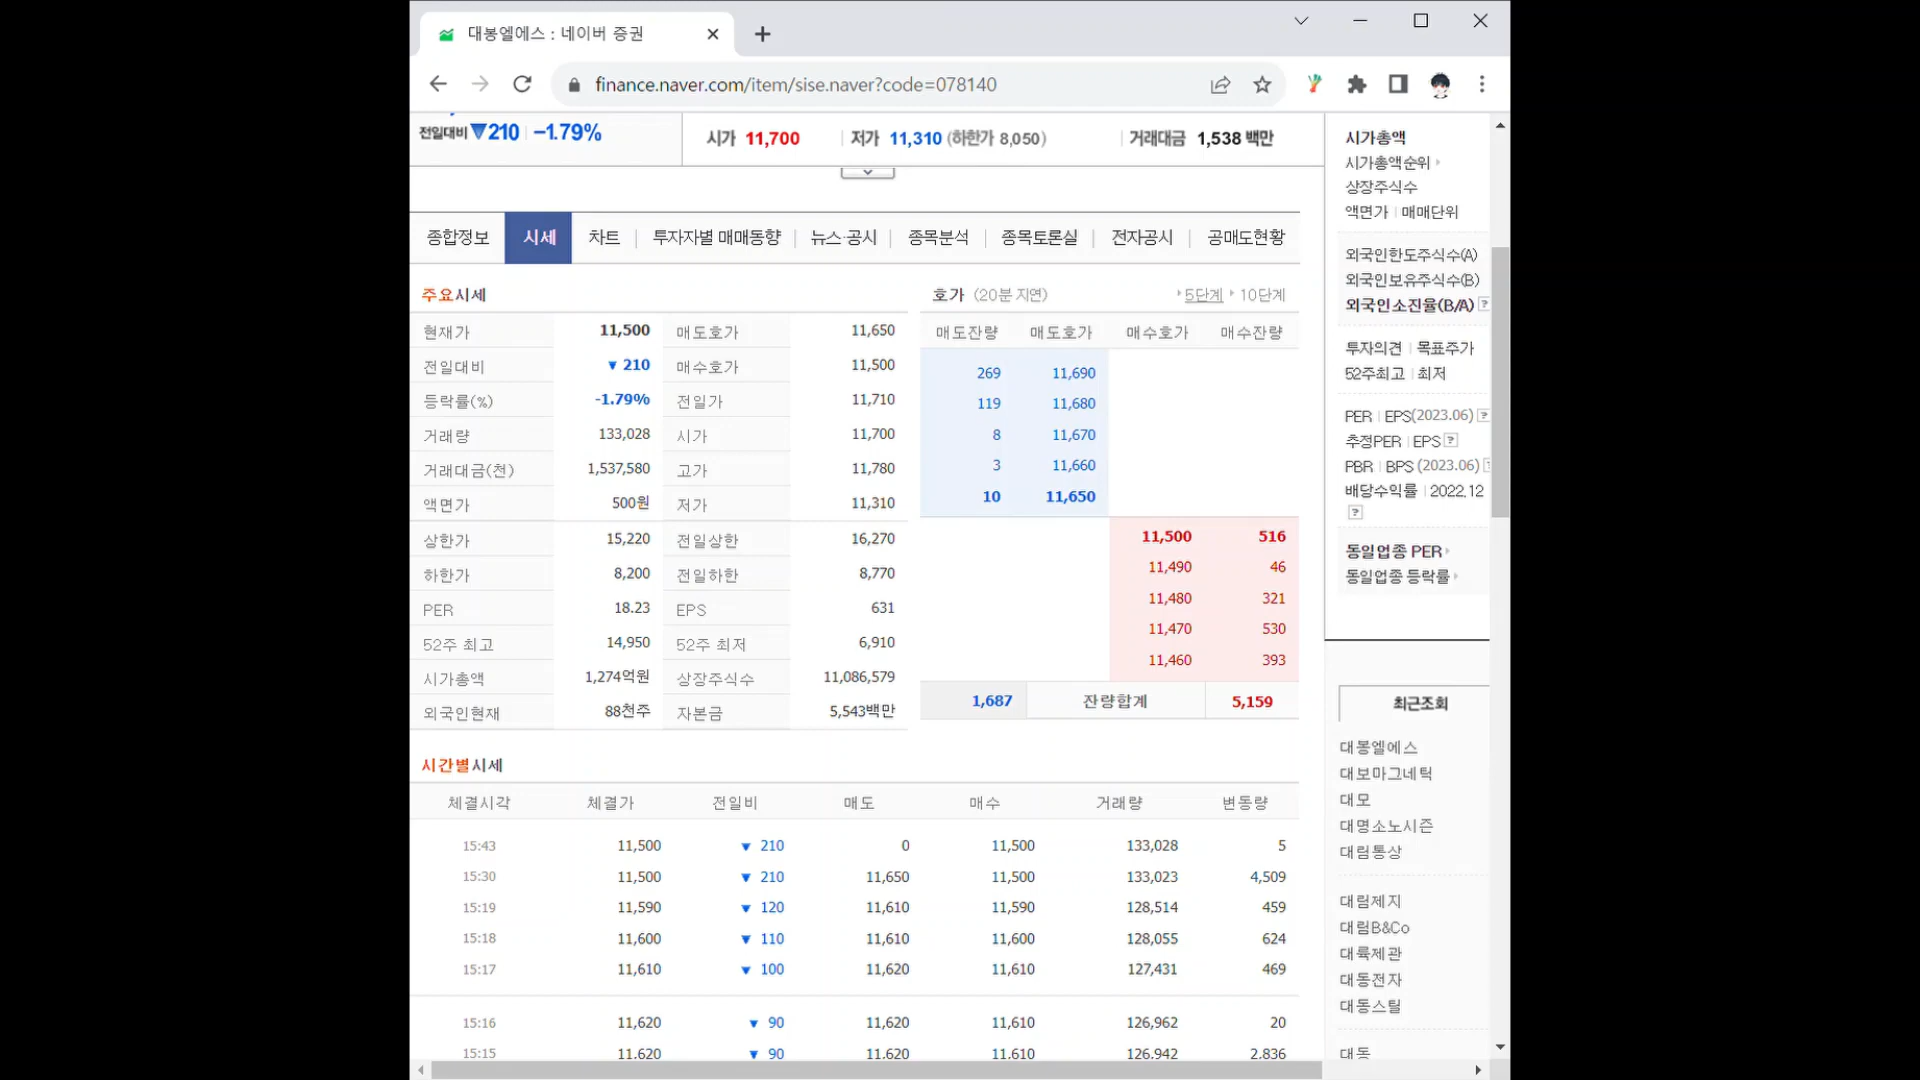 대봉엘에스 : 네이버 증권
finance.naver.com/item/sise.naver?code=078140
전일대비 ▼210 -1.79%
시가 11,700 저가 11,310 (하한가 8,050) 거래대금 1,538 백만
종합정보 시세 차트 투자자별 매매동향 뉴스·공시 종목분석 종목토론실 전자공시 공매도현황
주요시세
현재가 11,500 매도호가 11,650
전일대비 ▼ 210 매수호가 11,500
등락률(%) -1.79% 전일가 11,710
거래량 133,028 시가 11,700
거래대금(천) 1,537,580 고가 11,780
액면가 500원 저가 11,310
상한가 15,220 전일상한 16,270
하한가 8,200 전일하한 8,770
PER 18.23 EPS 631
52주 최고 14,950 52주 최저 6,910
시가총액 1,274억원 상장주식수 11,086,579
외국인현재 88천주 자본금 5,543백만
호가 (20분 지연) 5단계 10단계
매도잔량 매도호가 매수호가 매수잔량
269 11,690
119 11,680
8 11,670
3 11,660
10 11,650
11,500 516
11,490 46
11,480 321
11,470 530
11,460 393
1,687 잔량합계 5,159
시간별시세
체결시각 체결가 전일비 매도 매수 거래량 변동량
15:43 11,500 ▼ 210 0 11,500 133,028 5
15:30 11,500 ▼ 210 11,650 11,500 133,023 4,509
15:19 11,590 ▼ 120 11,610 11,590 128,514 459
15:18 11,600 ▼ 110 11,610 11,600 128,055 624
15:17 11,610 ▼ 100 11,620 11,610 127,431 469
15:16 11,620 ▼ 90 11,620 11,610 126,962 20
15:15 11,620 ▼ 90 11,620 11,610 126,942 2,836
시가총액
시가총액순위
상장주식수
액면가 | 매매단위
외국인한도주식수(A)
외국인보유주식수(B)
외국인소진율(B/A) ?
투자의견 | 목표주가
52주최고 | 최저
PER | EPS(2023.06) ?
추정PER | EPS ?
PBR | BPS (2023.06) ?
배당수익률 | 2022.12
?
동일업종 PER
동일업종 등락률
최근조회
대봉엘에스
대보마그네틱
대모
대명소노시즌
대림통상
대림제지
대림B&Co
대륙제관
대동전자
대동스틸
대동